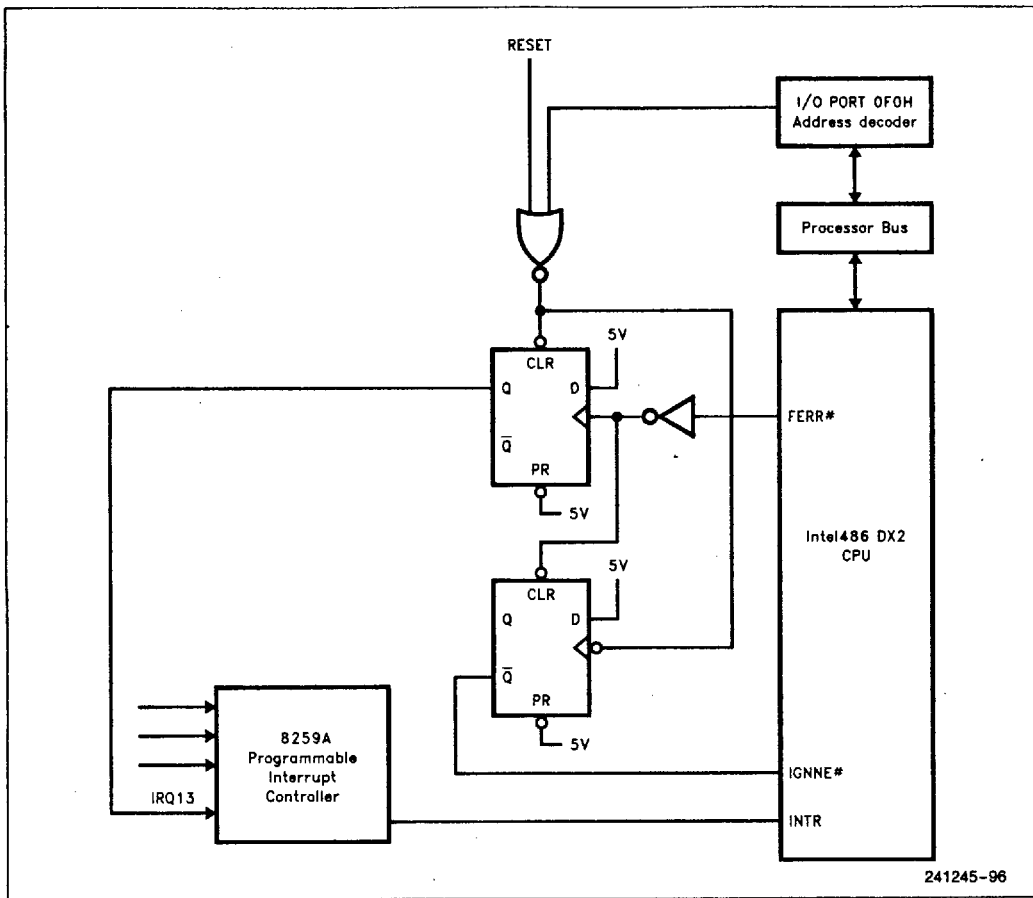 RESET
I/O PORT 0F0H
Address decoder
Processor Bus
5V
CLR
Q
D
FERR#
Q̅
PR
5V
Intel486 DX2
CPU
5V
CLR
Q
D
Q̅
PR
5V
8259A
Programmable
Interrupt
Controller
IRQ13
IGNNE#
INTR
241245-96